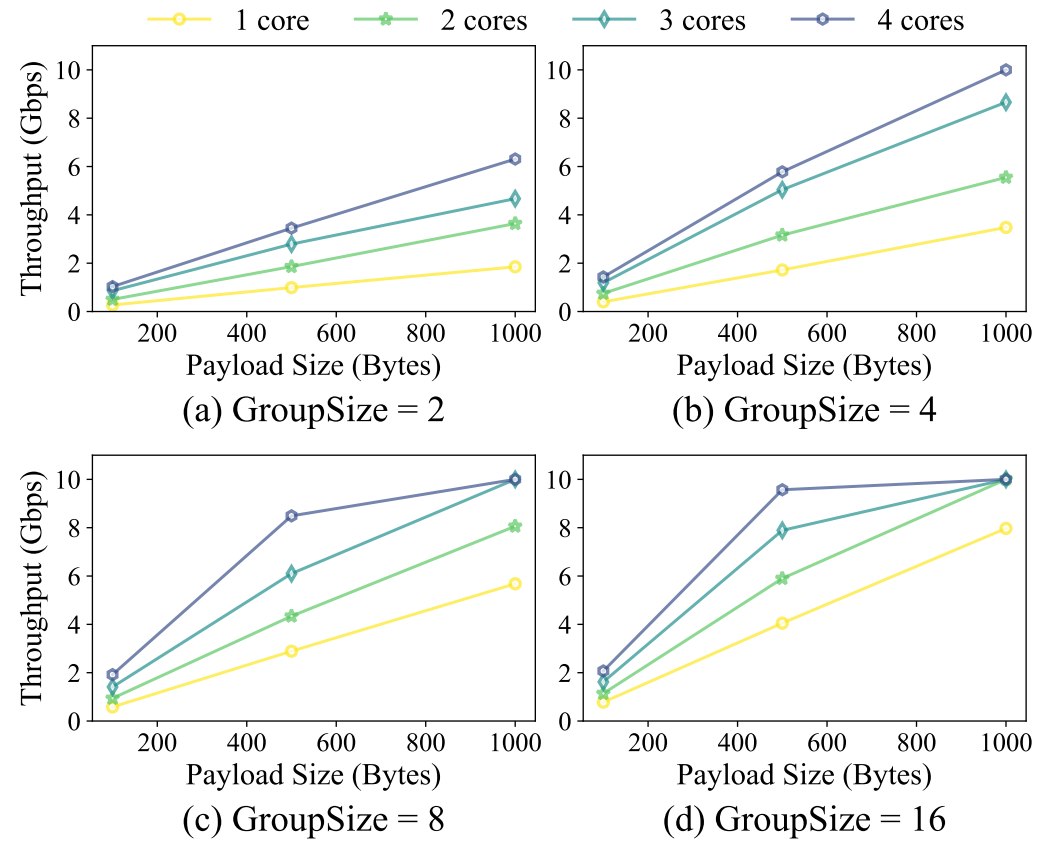 1 core 2 cores 3 cores 4 cores
Throughput (Gbps)
10
8
6
4
2
0
200 400 600 800 1000
Payload Size (Bytes)
(a) GroupSize = 2
10
8
6
4
2
0
200 400 600 800 1000
Payload Size (Bytes)
(b) GroupSize = 4
Throughput (Gbps)
10
8
6
4
2
0
200 400 600 800 1000
Payload Size (Bytes)
(c) GroupSize = 8
10
8
6
4
2
0
200 400 600 800 1000
Payload Size (Bytes)
(d) GroupSize = 16